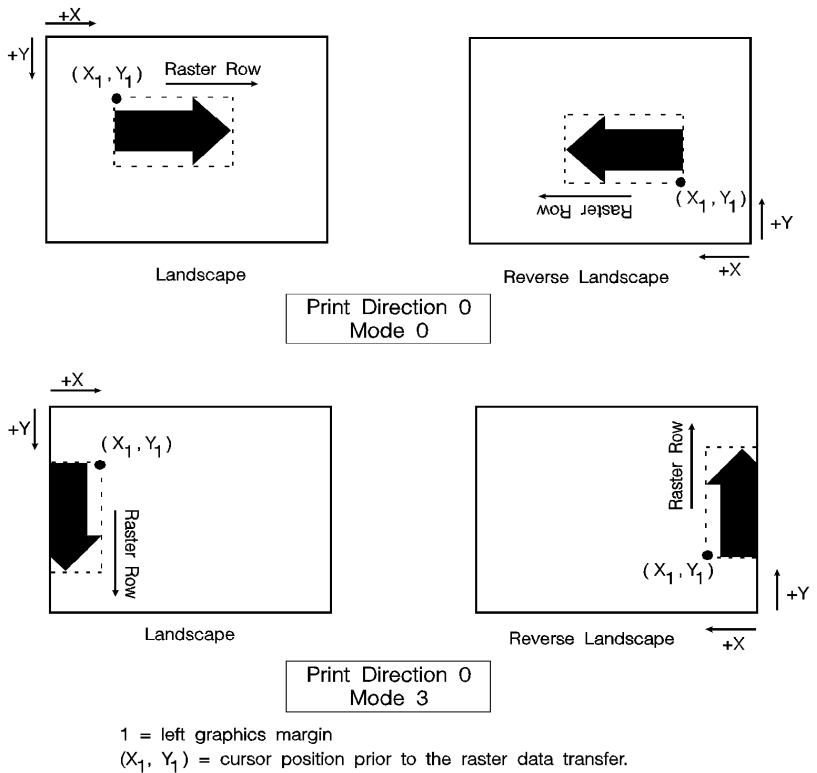 +X
+Y
(X1, Y1)
Raster Row
Landscape
Raster Row
(X1, Y1)
+Y
+X
Reverse Landscape
Print Direction 0
Mode 0
+X
+Y
(X1, Y1)
Raster Row
Landscape
Raster Row
(X1, Y1)
+Y
+X
Reverse Landscape
Print Direction 0
Mode 3
1 = left graphics margin
(X1, Y1) = cursor position prior to the raster data transfer.